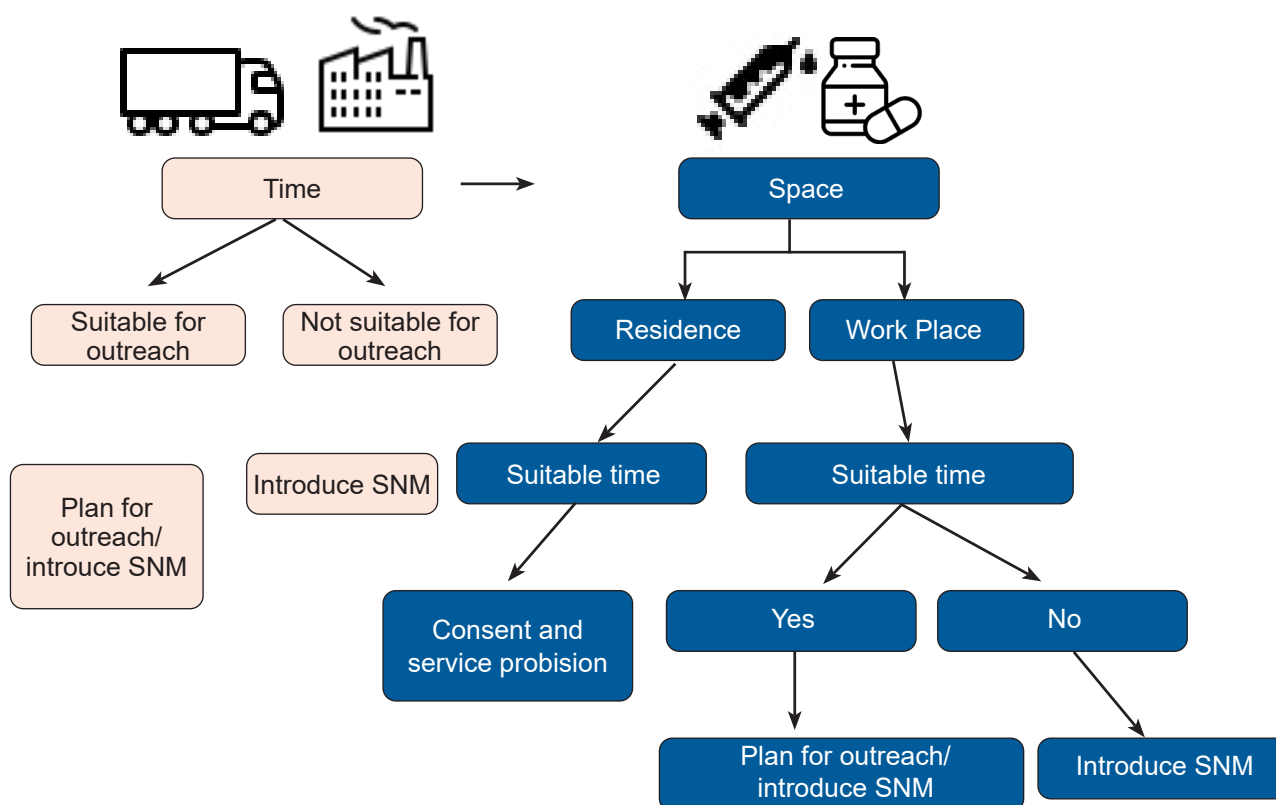 Time
Space
Suitable for
outreach
Not suitable for
outreach
Residence
Work Place
Plan for
outreach/
introuce SNM
Introduce SNM
Suitable time
Suitable time
Consent and
service probision
Yes
No
Plan for outreach/
introduce SNM
Introduce SNM